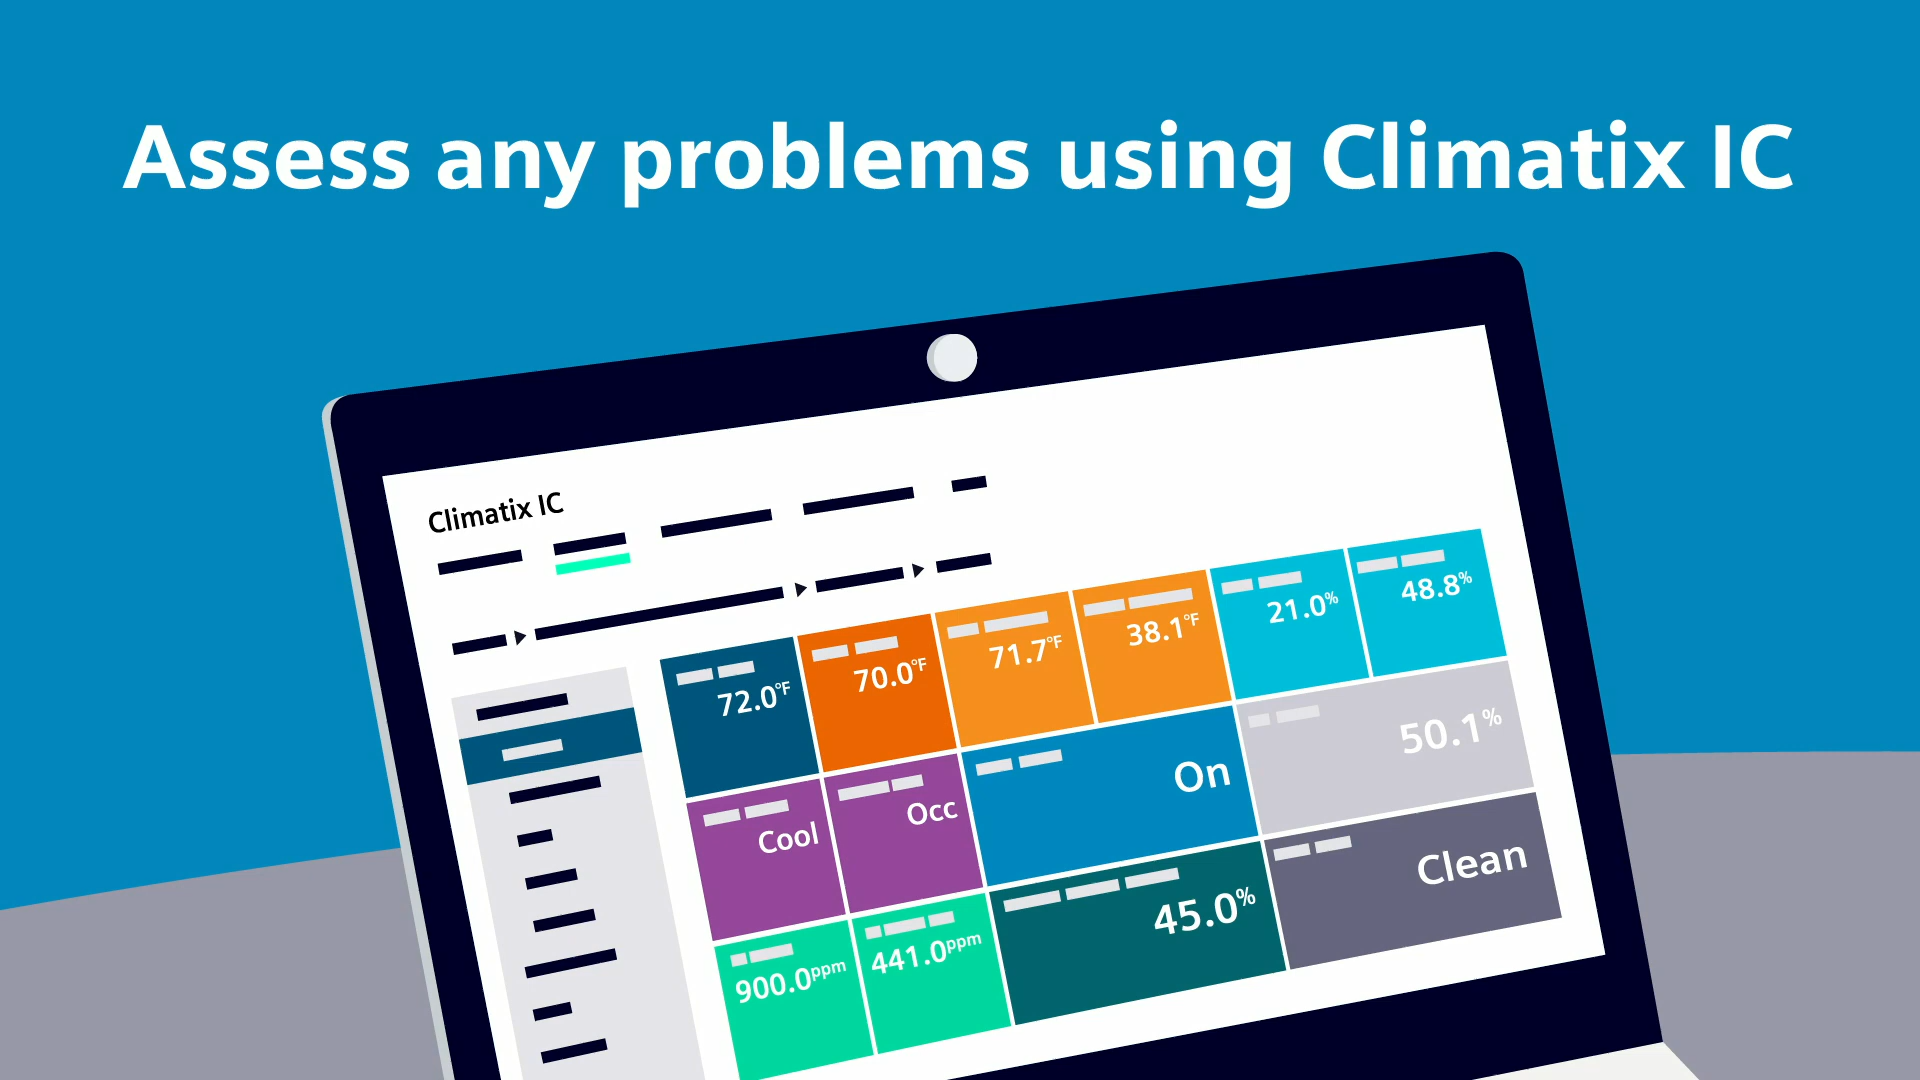 Assess any problems using Climatix IC
Climatix IC
72.0°F
70.0°F
71.7°F
38.1°F
21.0%
48.8%
Cool
Occ
On
50.1%
900.0ppm
441.0ppm
45.0%
Clean